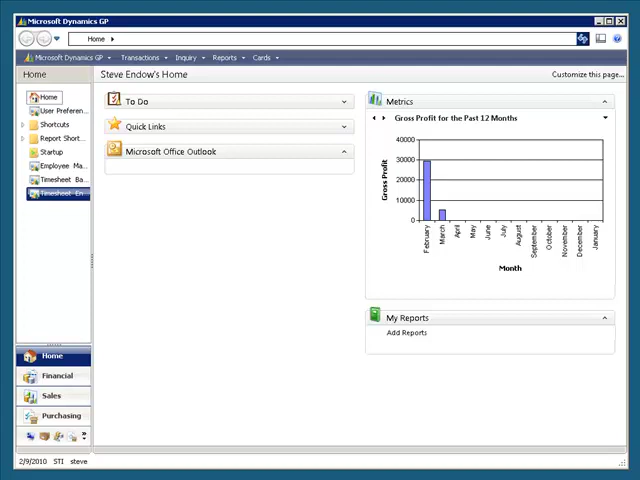 Microsoft Dynamics GP
Home
Microsoft Dynamics GP Transactions Inquiry Reports Cards
Home
Steve Endow's Home
Customize this page...
Home
User Preferen...
Shortcuts
Report Short...
Startup
Employee Ma...
Timesheet Ba...
Timesheet En
To Do
Quick Links
Microsoft Office Outlook
Metrics
Gross Profit for the Past 12 Months
40000
30000
20000
10000
0
Gross Profit
February
March
April
May
June
July
August
September
October
November
December
January
Month
My Reports
Add Reports
Home
Financial
Sales
Purchasing
2/9/2010 STI steve